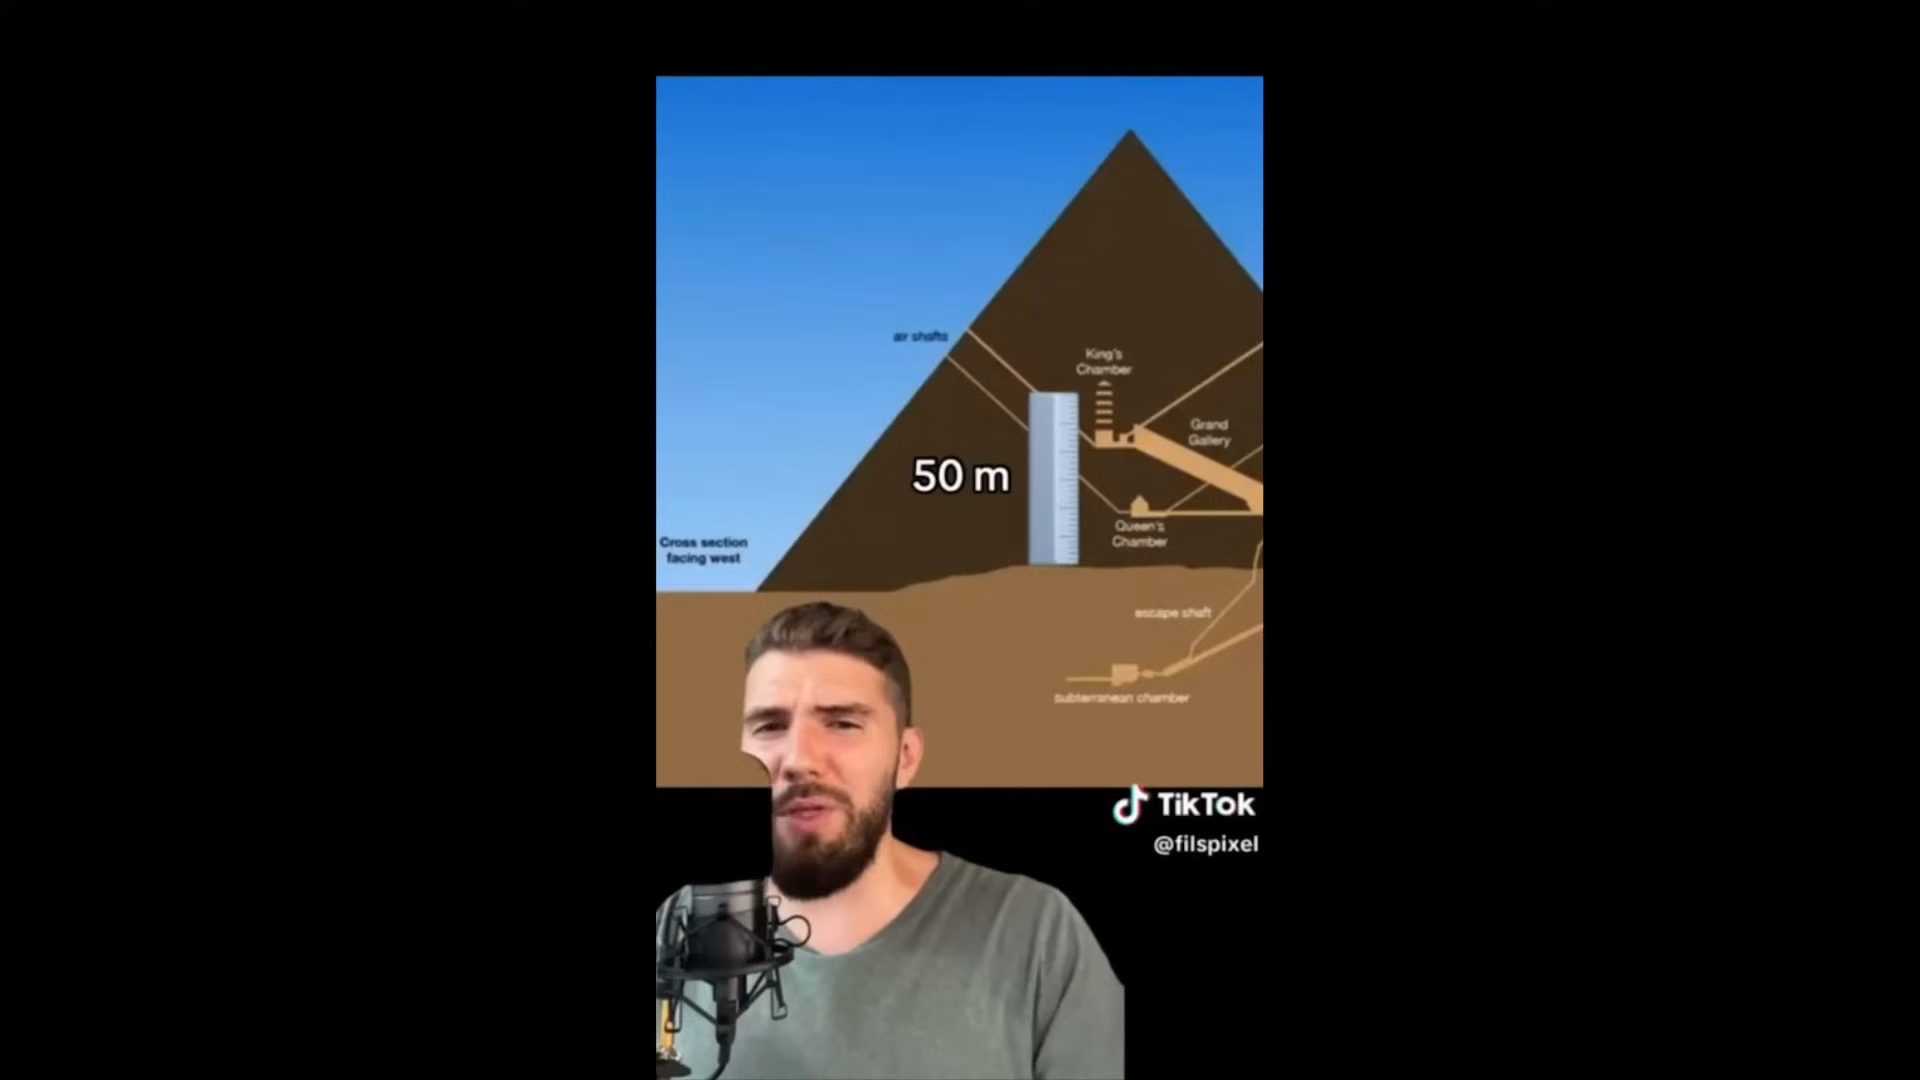 air shafts
King's
Chamber
Grand
Gallery
50 m
Queen's
Chamber
Cross section
facing west
escape shaft
subterranean chamber
TikTok
@filspixel